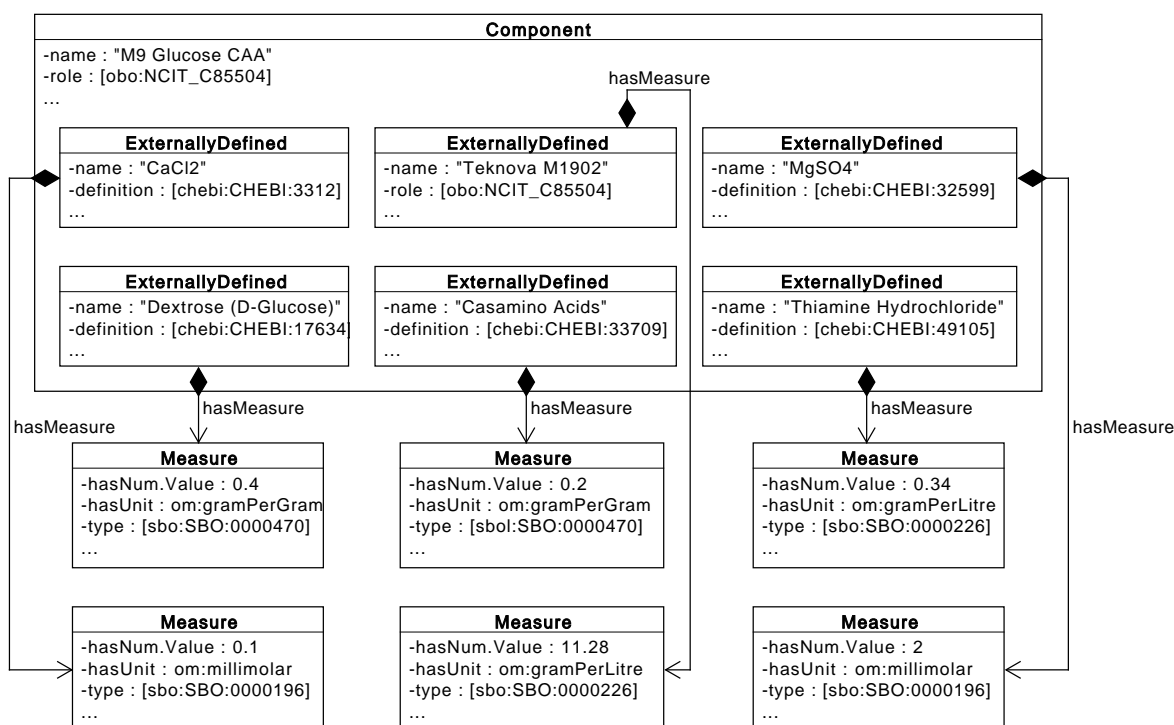 Component
-name : "M9 Glucose CAA"
-role : [obo:NCIT_C85504]
...
hasMeasure
ExternallyDefined
-name : "CaCl2"
-definition : [chebi:CHEBI:3312]
...
ExternallyDefined
-name : "Teknova M1902"
-role : [obo:NCIT_C85504]
...
ExternallyDefined
-name : "MgSO4"
-definition : [chebi:CHEBI:32599]
...
ExternallyDefined
-name : "Dextrose (D-Glucose)"
-definition : [chebi:CHEBI:17634]
...
ExternallyDefined
-name : "Casamino Acids"
-definition : [chebi:CHEBI:33709]
...
ExternallyDefined
-name : "Thiamine Hydrochloride"
-definition : [chebi:CHEBI:49105]
...
hasMeasure
hasMeasure
hasMeasure
hasMeasure
hasMeasure
Measure
-hasNum.Value : 0.4
-hasUnit : om:gramPerGram
-type : [sbo:SBO:0000470]
...
Measure
-hasNum.Value : 0.2
-hasUnit : om:gramPerGram
-type : [sbol:SBO:0000470]
...
Measure
-hasNum.Value : 0.34
-hasUnit : om:gramPerLitre
-type : [sbo:SBO:0000226]
...
Measure
-hasNum.Value : 0.1
-hasUnit : om:millimolar
-type : [sbo:SBO:0000196]
...
Measure
-hasNum.Value : 11.28
-hasUnit : om:gramPerLitre
-type : [sbo:SBO:0000226]
...
Measure
-hasNum.Value : 2
-hasUnit : om:millimolar
-type : [sbo:SBO:0000196]
...